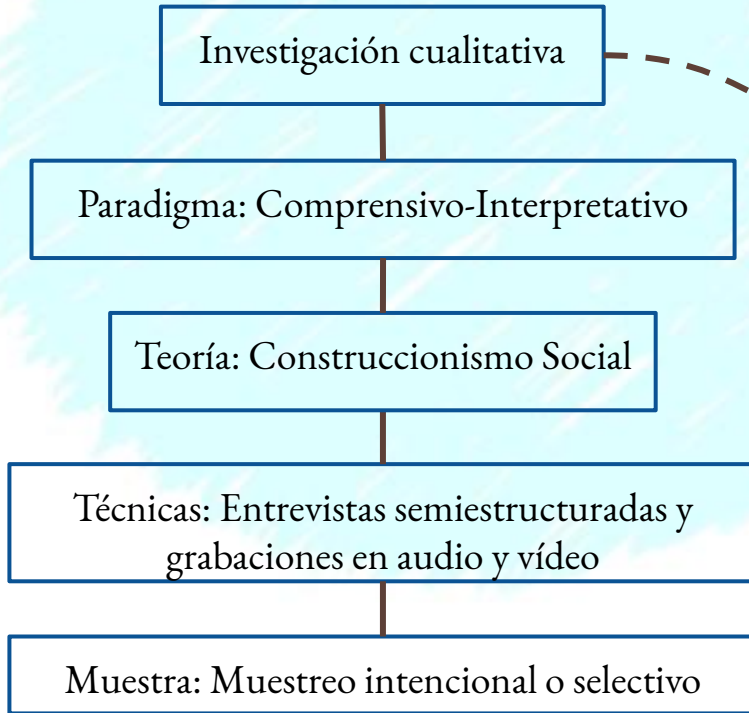 Investigación cualitativa
Paradigma: Comprensivo-Interpretativo
Teoría: Construccionismo Social
Técnicas: Entrevistas semiestructuradas y
grabaciones en audio y vídeo
Muestra: Muestreo intencional o selectivo